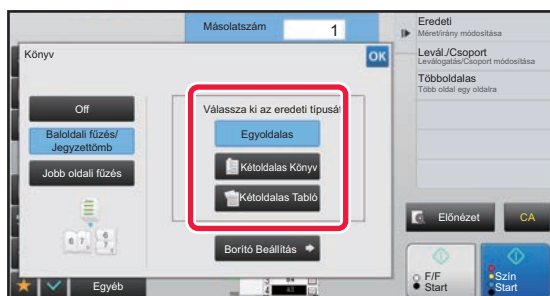 Másolatszám
1
Eredeti
Méret/irány módosítása
Levál./Csoport
Leválogatás/Csoport módosítása
Többoldalas
Több oldal egy oldalra
Könyv
OK
Off
Baloldali fűzés/
Jegyzettömb
Jobb oldali fűzés
Válassza ki az eredeti típusát
Egyoldalas
Kétoldalas Könyv
Kétoldalas Tabló
Borító Beállítás
Előnézet
CA
Egyéb
F/F
Start
Szín
Start